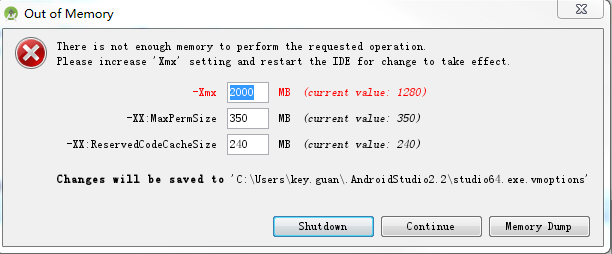 Out of Memory
There is not enough memory to perform the requested operation.
Please increase 'Xmx' setting and restart the IDE for change to take effect.
-Xmx 2000 MB (current value: 1280)
-XX:MaxPermSize 350 MB (current value: 350)
-XX:ReservedCodeCacheSize 240 MB (current value: 240)
Changes will be saved to 'C:\Users\key.guan\.AndroidStudio2.2\studio64.exe.vmoptions'
Shutdown Continue Memory Dump